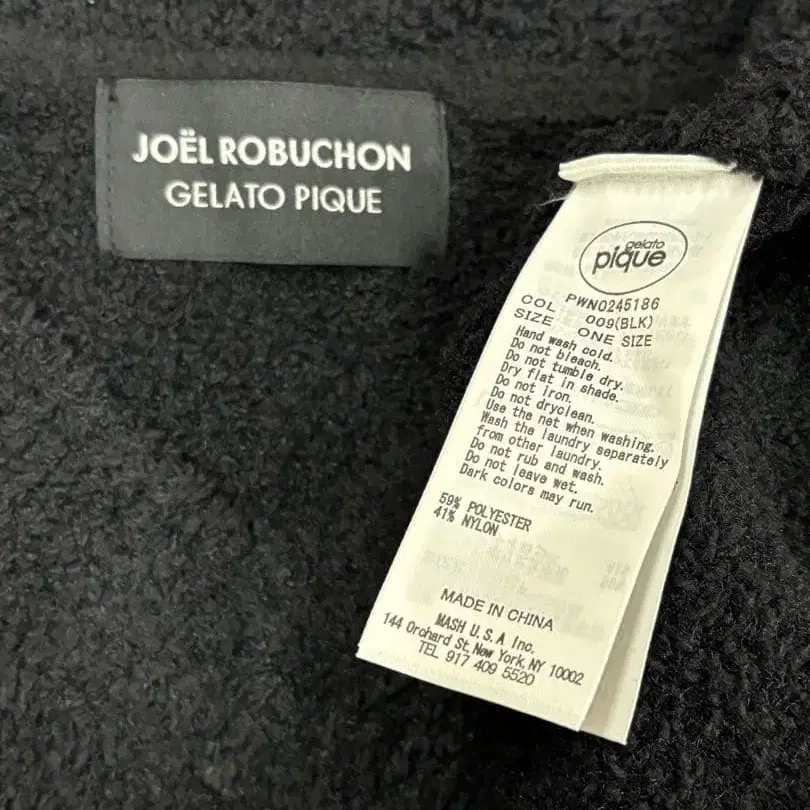 JOËL ROBUCHON
GELATO PIQUE
gelato
pique
PWNO245186
COL 009(BLK)
SIZE ONE SIZE
Hand wash cold.
Do not bleach.
Do not tumble dry.
Dry flat in shade.
Do not iron.
Do not dryclean.
Use the net when washing.
Wash the laundry separately
from other laundry.
Do not rub and wash.
Do not leave wet.
Dark colors may run.
59% POLYESTER
41% NYLON
MADE IN CHINA
MASH U.S.A Inc.
144 Orchard St, New York, NY 10002
TEL 917 409 5520